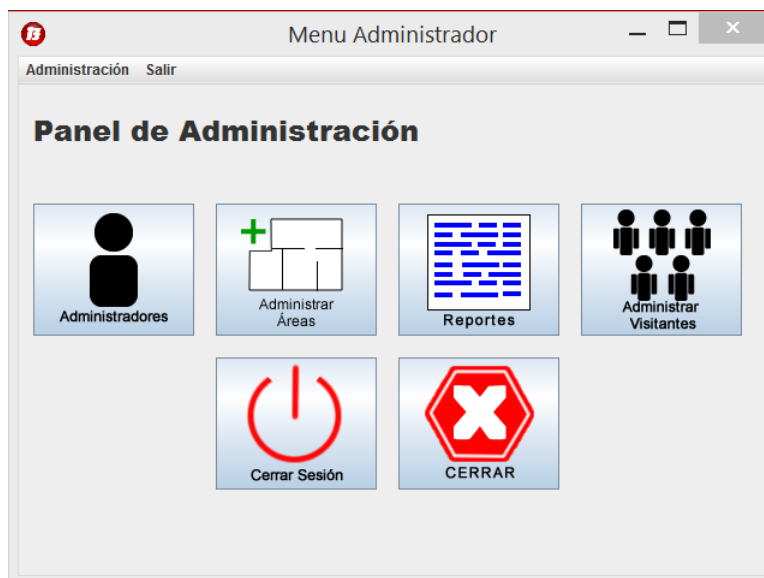 Menu Administrador
Administración Salir
Panel de Administración
Administradores
Administrar
Áreas
Reportes
Administrar
Visitantes
Cerrar Sesión
CERRAR